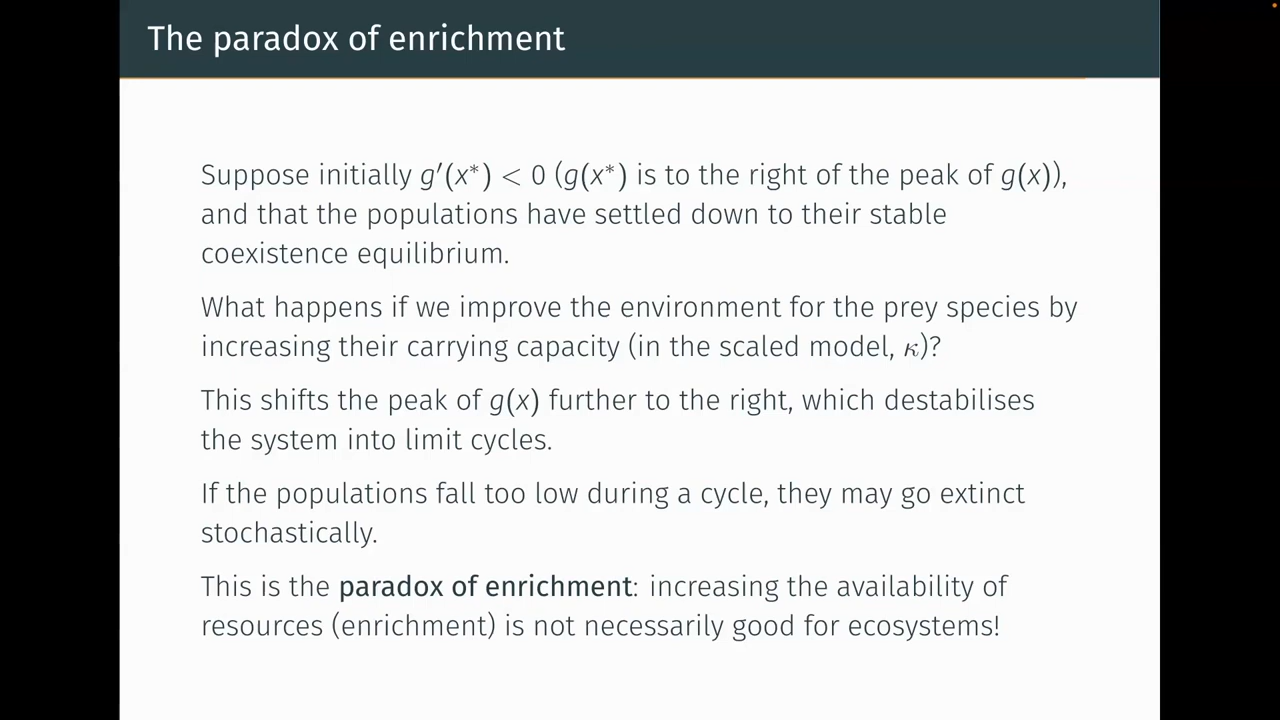 The paradox of enrichment
Suppose initially g′(x*) < 0 (g(x*) is to the right of the peak of g(x)),
and that the populations have settled down to their stable
coexistence equilibrium.
What happens if we improve the environment for the prey species by
increasing their carrying capacity (in the scaled model, κ)?
This shifts the peak of g(x) further to the right, which destabilises
the system into limit cycles.
If the populations fall too low during a cycle, they may go extinct
stochastically.
This is the paradox of enrichment: increasing the availability of
resources (enrichment) is not necessarily good for ecosystems!